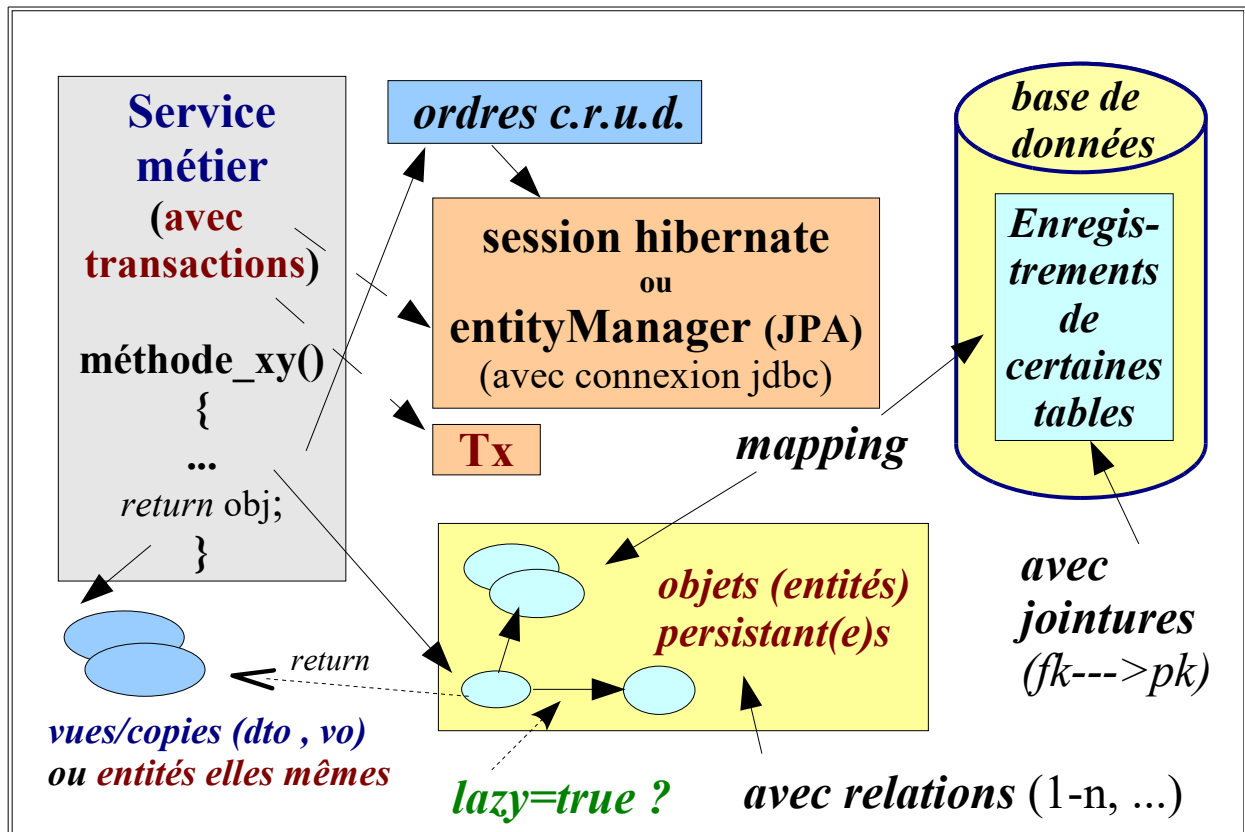 Service
métier
(avec
transactions)
méthode_xy()
{
...
return obj;
}
ordres c.r.u.d.
session hibernate
ou
entityManager (JPA)
(avec connexion jdbc)
Tx
base de
données
Enregis-
trements
de
certaines
tables
mapping
objets (entités)
persistant(e)s
avec
jointures
(fk--->pk)
return
vues/copies (dto , vo)
ou entités elles mêmes
lazy=true ?
avec relations (1-n, ...)